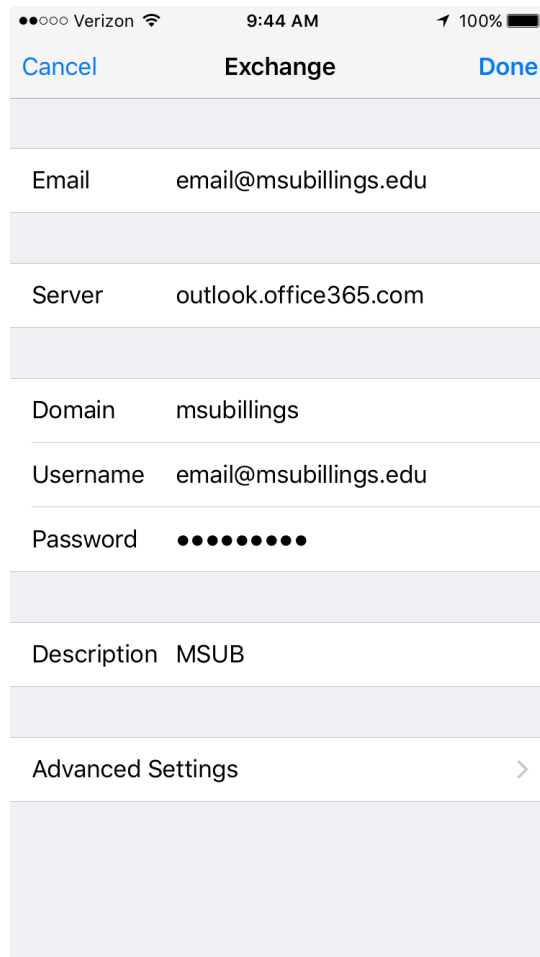 Verizon 9:44 AM 100%
Cancel Exchange Done
Email email@msubillings.edu
Server outlook.office365.com
Domain msubillings
Username email@msubillings.edu
Password ●●●●●●●●●
Description MSUB
Advanced Settings